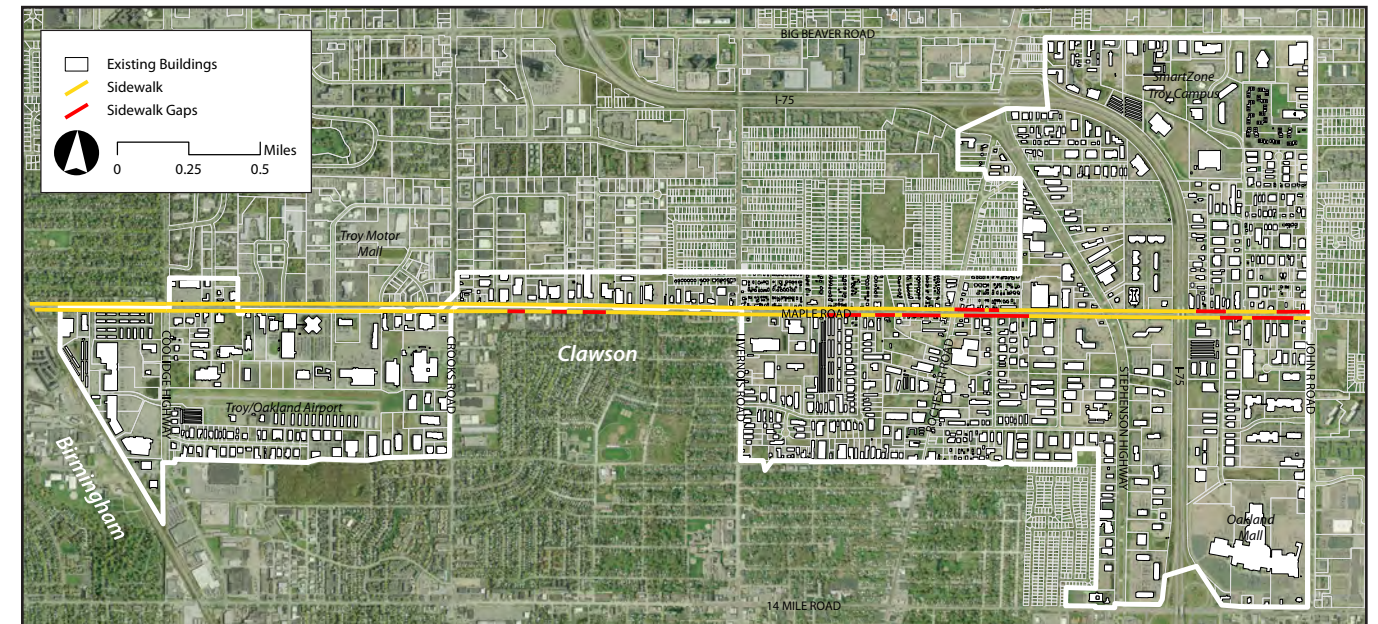 BIG BEAVER ROAD
Existing Buildings
Sidewalk
Sidewalk Gaps
Miles
0 0.25 0.5
I-75
SmartZone
Troy Campus
Troy Motor
Mall
MAPLE ROAD
Clawson
COOLIDGE HIGHWAY
CROOKS ROAD
LIVERNOIS ROAD
ROCHESTER ROAD
STEPHENSON HIGHWAY
I-75
JOHN R ROAD
Troy/Oakland Airport
Birmingham
Oakland
Mall
14 MILE ROAD